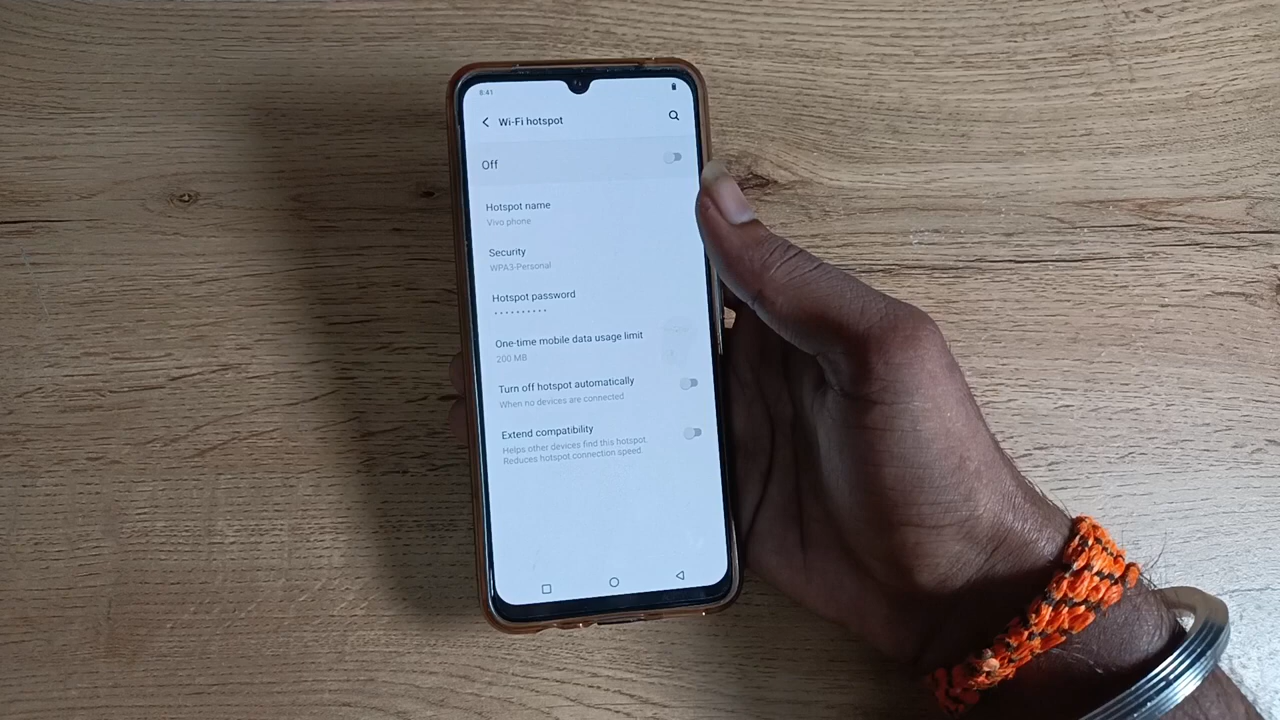 8:41
Wi-Fi hotspot
Off
Hotspot name
Vivo phone
Security
WPA3-Personal
Hotspot password
••••••••••
One-time mobile data usage limit
200 MB
Turn off hotspot automatically
When no devices are connected
Extend compatibility
Helps other devices find this hotspot.
Reduces hotspot connection speed.